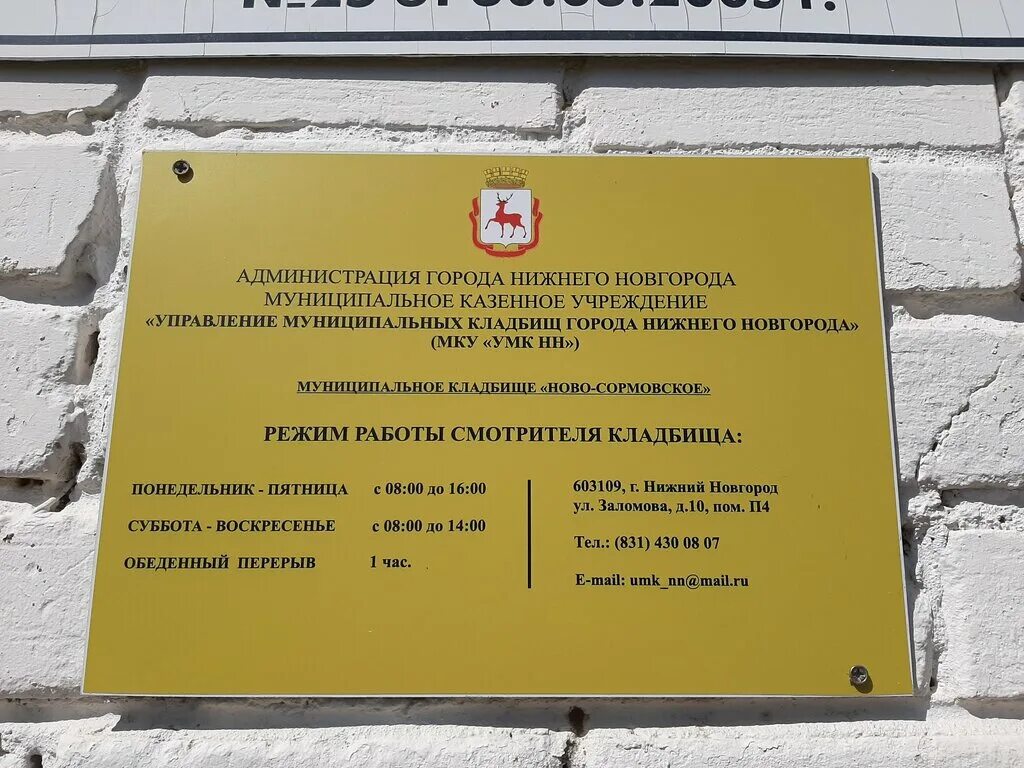 АДМИНИСТРАЦИЯ ГОРОДА НИЖНЕГО НОВГОРОДА
МУНИЦИПАЛЬНОЕ КАЗЕННОЕ УЧРЕЖДЕНИЕ
«УПРАВЛЕНИЕ МУНИЦИПАЛЬНЫХ КЛАДБИЩ ГОРОДА НИЖНЕГО НОВГОРОДА»
(МКУ «УМК НН»)
МУНИЦИПАЛЬНОЕ КЛАДБИЩЕ «НОВО-СОРМОВСКОЕ»
РЕЖИМ РАБОТЫ СМОТРИТЕЛЯ КЛАДБИЩА:
ПОНЕДЕЛЬНИК - ПЯТНИЦА с 08:00 до 16:00
СУББОТА - ВОСКРЕСЕНЬЕ с 08:00 до 14:00
ОБЕДЕННЫЙ ПЕРЕРЫВ 1 час.
603109, г. Нижний Новгород
ул. Заломова, д.10, пом. П4
Тел.: (831) 430 08 07
E-mail: umk_nn@mail.ru